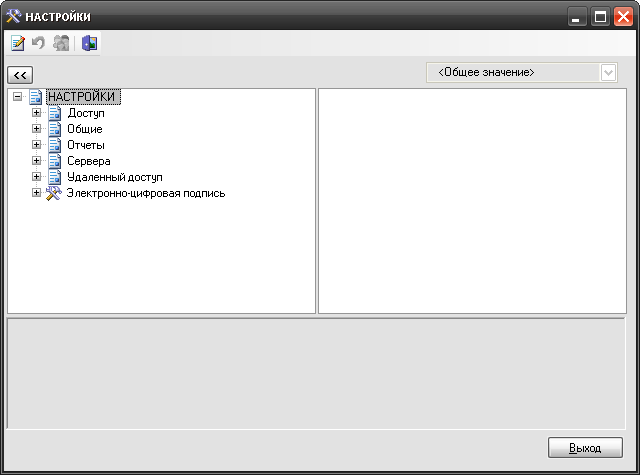 НАСТРОЙКИ
<<
<Общее значение>
НАСТРОЙКИ
Доступ
Общие
Отчеты
Сервера
Удаленный доступ
Электронно-цифровая подпись
Выход